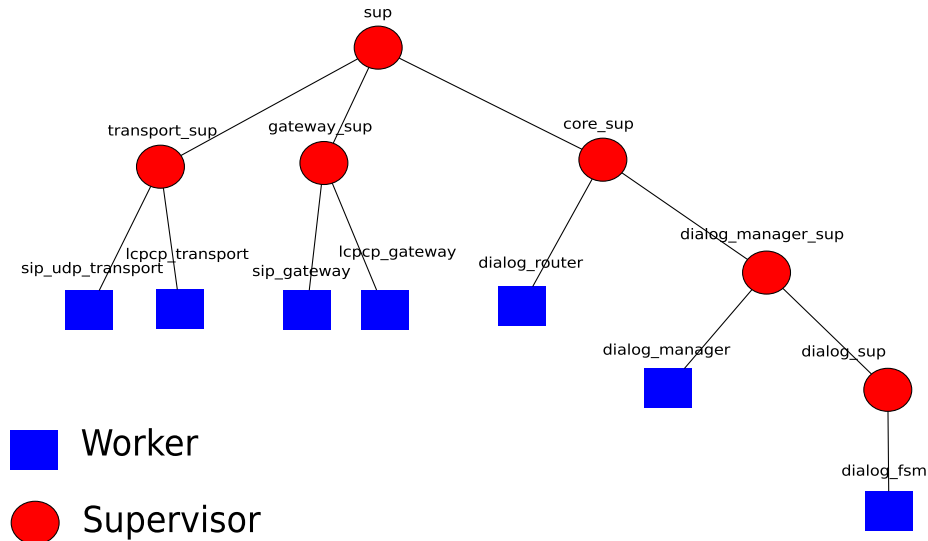 sup
transport_sup
gateway_sup
core_sup
dialog_manager_sup
sip_udp_transport
lcpcp_transport
sip_gateway
lcpcp_gateway
dialog_router
dialog_manager
dialog_sup
dialog_fsm
Worker
Supervisor